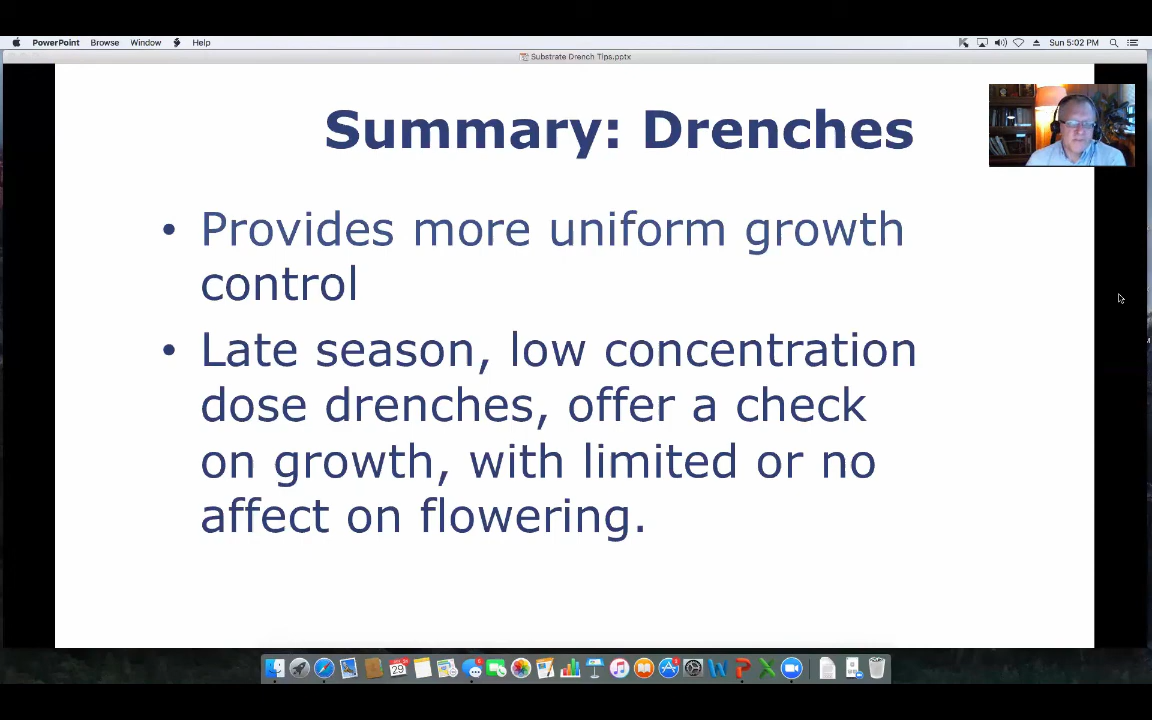 PowerPoint Browse Window Help Sun 5:02 PM
Substrate Drench Tips.pptx
Summary: Drenches
• Provides more uniform growth
control
• Late season, low concentration
dose drenches, offer a check
on growth, with limited or no
affect on flowering.